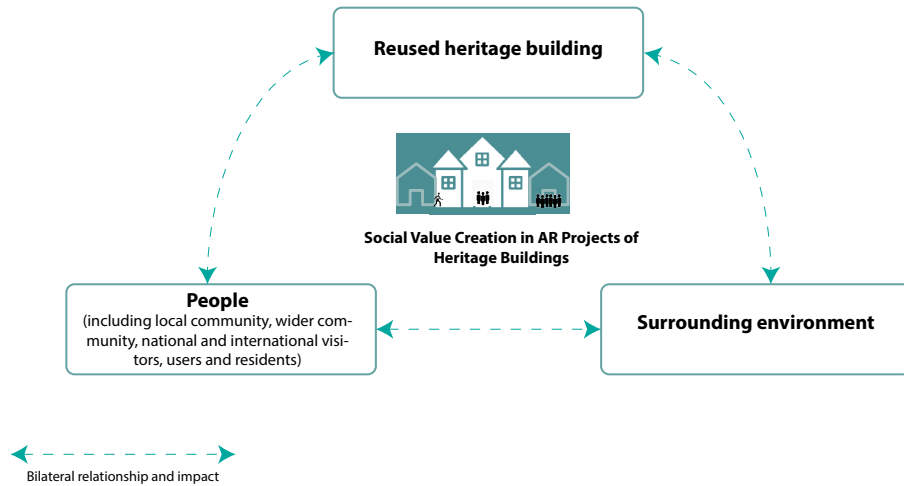 Reused heritage building
Social Value Creation in AR Projects of
Heritage Buildings
People
(including local community, wider com-
munity, national and international visi-
tors, users and residents)
Surrounding environment
Bilateral relationship and impact